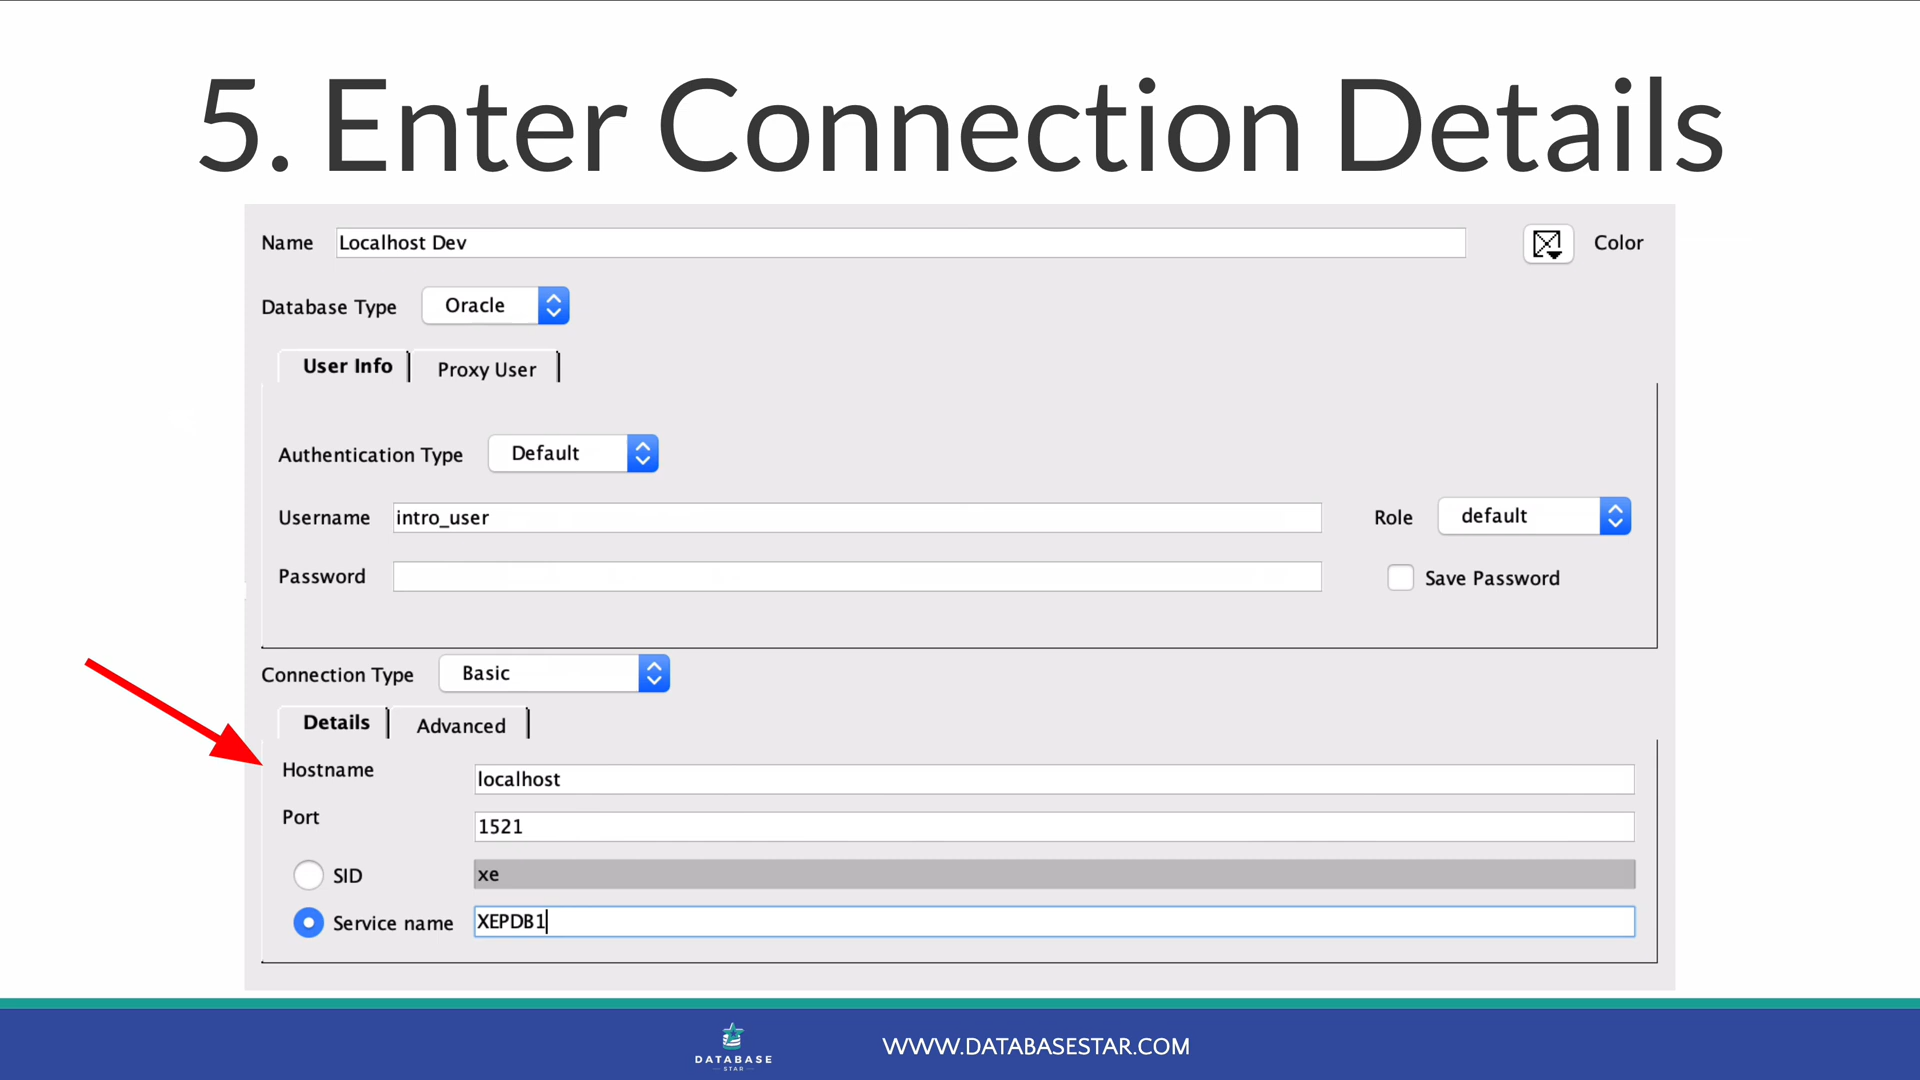 5. Enter Connection Details
Name Localhost Dev Color
Database Type Oracle
User Info Proxy User
Authentication Type Default
Username intro_user Role default
Password Save Password
Connection Type Basic
Details Advanced
Hostname localhost
Port 1521
SID xe
Service name XEPDB1
DATABASE
STAR
WWW.DATABASESTAR.COM